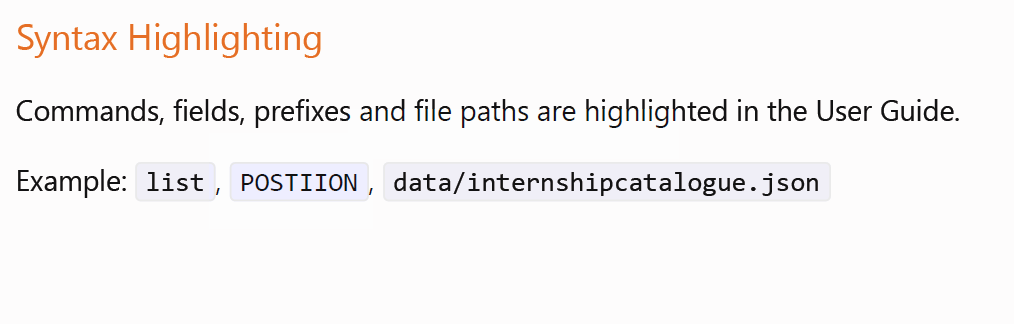 Syntax Highlighting
Commands, fields, prefixes and file paths are highlighted in the User Guide.
Example: list, POSTIION, data/internshipcatalogue.json